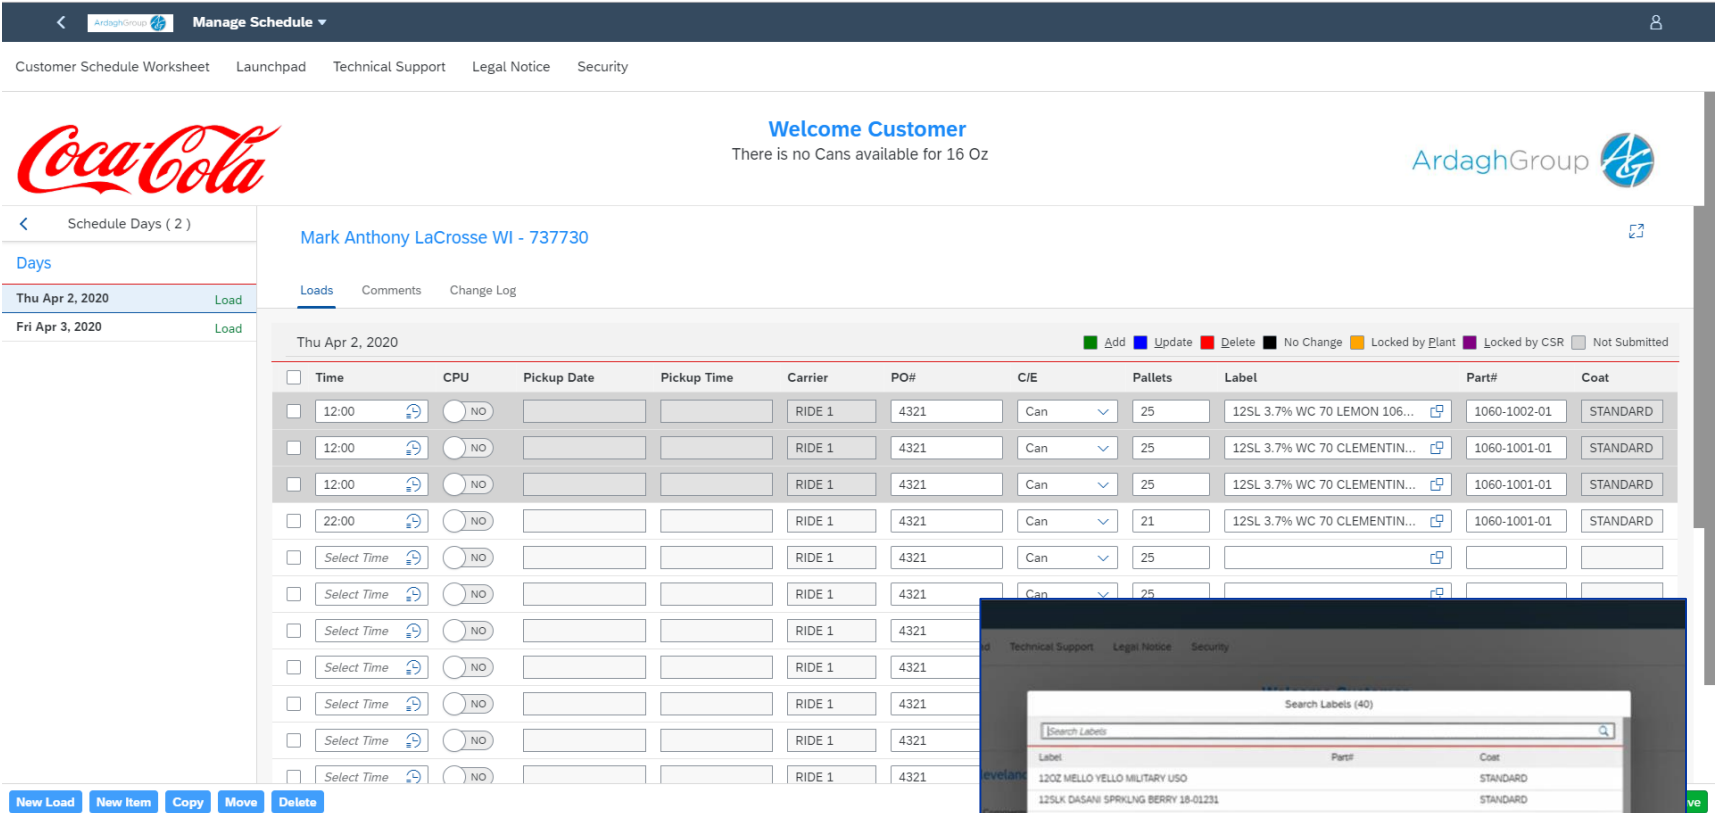 ArdaghGroup Manage Schedule
Customer Schedule Worksheet Launchpad Technical Support Legal Notice Security
Coca-Cola
Welcome Customer
There is no Cans available for 16 Oz
ArdaghGroup AG
Schedule Days ( 2 )
Days
Thu Apr 2, 2020 Load
Fri Apr 3, 2020 Load
Mark Anthony LaCrosse WI - 737730
Loads Comments Change Log
Thu Apr 2, 2020 Add Update Delete No Change Locked by Plant Locked by CSR Not Submitted
Time CPU Pickup Date Pickup Time Carrier PO# C/E Pallets Label Part# Coat
12:00 NO RIDE 1 4321 Can 25 12SL 3.7% WC 70 LEMON 106... 1060-1002-01 STANDARD
12:00 NO RIDE 1 4321 Can 25 12SL 3.7% WC 70 CLEMENTIN... 1060-1001-01 STANDARD
12:00 NO RIDE 1 4321 Can 25 12SL 3.7% WC 70 CLEMENTIN... 1060-1001-01 STANDARD
22:00 NO RIDE 1 4321 Can 21 12SL 3.7% WC 70 CLEMENTIN... 1060-1001-01 STANDARD
Select Time NO RIDE 1 4321 Can 25
Select Time NO RIDE 1 4321 Can 25
Select Time NO RIDE 1 4321
Select Time NO RIDE 1 4321
Select Time NO RIDE 1 4321
Select Time NO RIDE 1 4321
Select Time NO RIDE 1 4321
Technical Support Legal Notice Security
Welcome Customer
Search Labels (40)
Search Labels
Label Part# Coat
12OZ MELLO YELLO MILITARY USO STANDARD
12SLK DASANI SPRKLNG BERRY 18-01231 STANDARD
New Load New Item Copy Move Delete